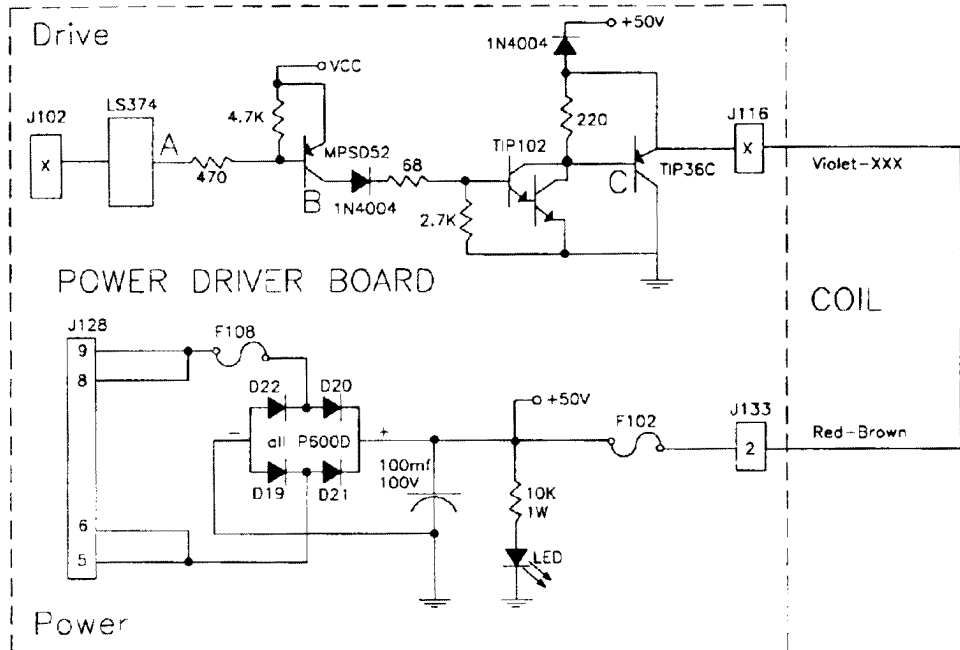 Drive
+50V
1N4004
VCC
J102
LS374
4.7K
220
J116
X
A
MPSD52
68
TIP102
X
470
B
1N4004
C
TIP36C
Violet-XXX
2.7K
POWER DRIVER BOARD
COIL
J128
F108
9
8
D22
D20
+50V
F102
J133
-
all P600D
+
Red-Brown
2
100mf
100V
D19
D21
10K
1W
6
5
LED
Power